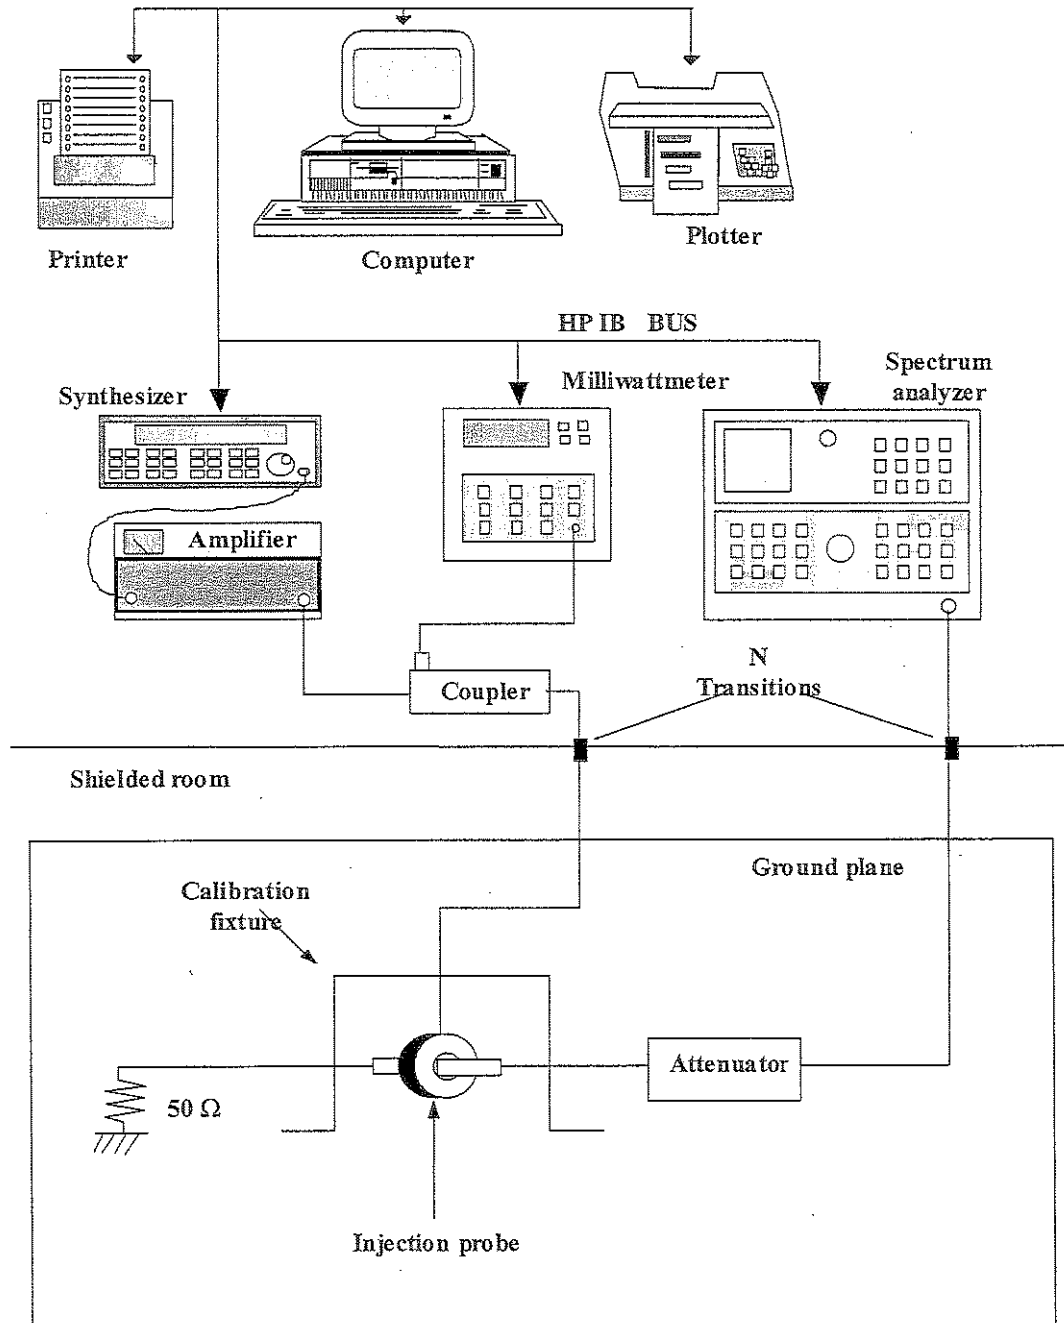 Printer
Computer
Plotter
HP IB BUS
Synthesizer
Milliwattmeter
Spectrum
analyzer
Amplifier
Coupler
N
Transitions
Shielded room
Ground plane
Calibration
fixture
Attenuator
50 Ω
Injection probe